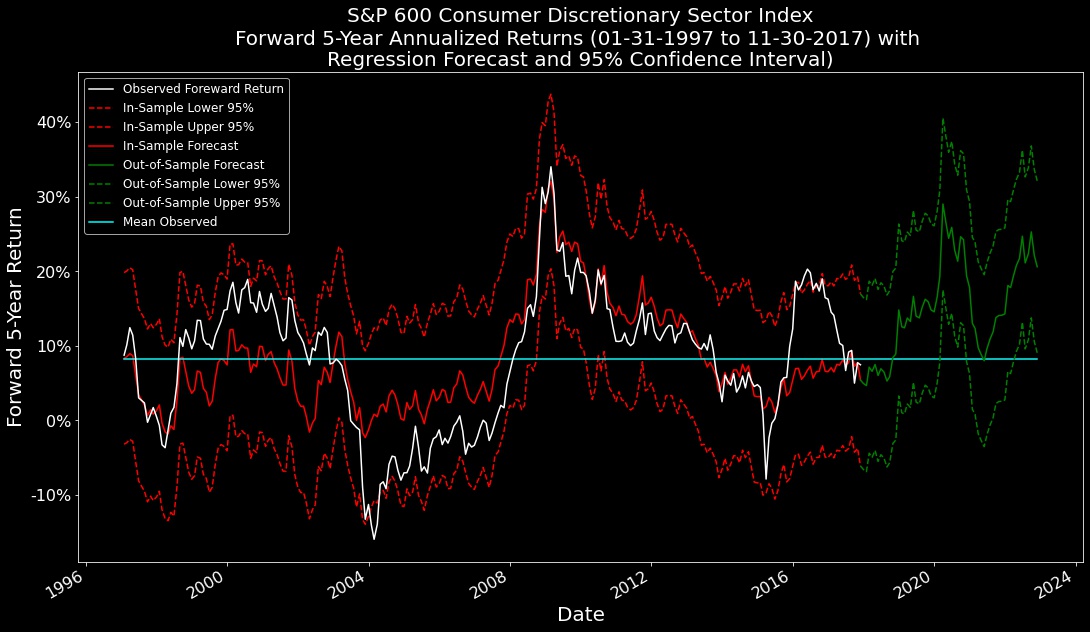 S&P 600 Consumer Discretionary Sector Index
Forward 5-Year Annualized Returns (01-31-1997 to 11-30-2017) with
Regression Forecast and 95% Confidence Interval)
Observed Foreward Return
In-Sample Lower 95%
In-Sample Upper 95%
In-Sample Forecast
Out-of-Sample Forecast
Out-of-Sample Lower 95%
Out-of-Sample Upper 95%
Mean Observed
40%
30%
20%
10%
0%
-10%
Forward 5-Year Return
1996
2000
2004
2008
2012
2016
2020
2024
Date